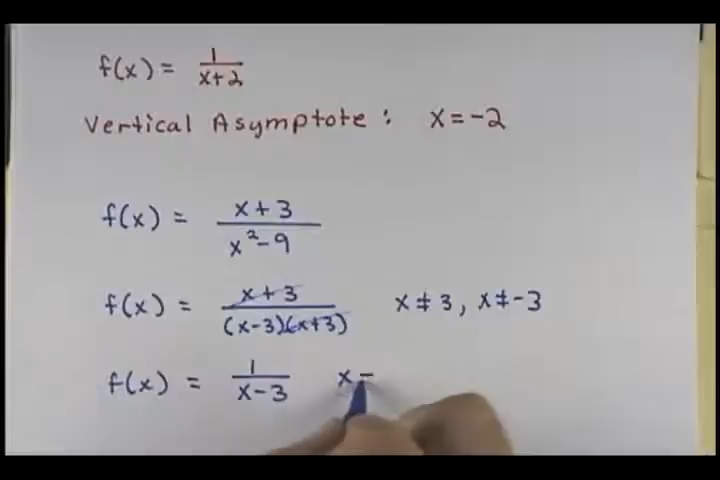 f(x) = 1/(x+2)
Vertical Asymptote: x = -2
f(x) = (x+3)/(x²-9)
f(x) = (x+3)/((x-3)(x+3)) x ≠ 3, x ≠ -3
f(x) = 1/(x-3) x =